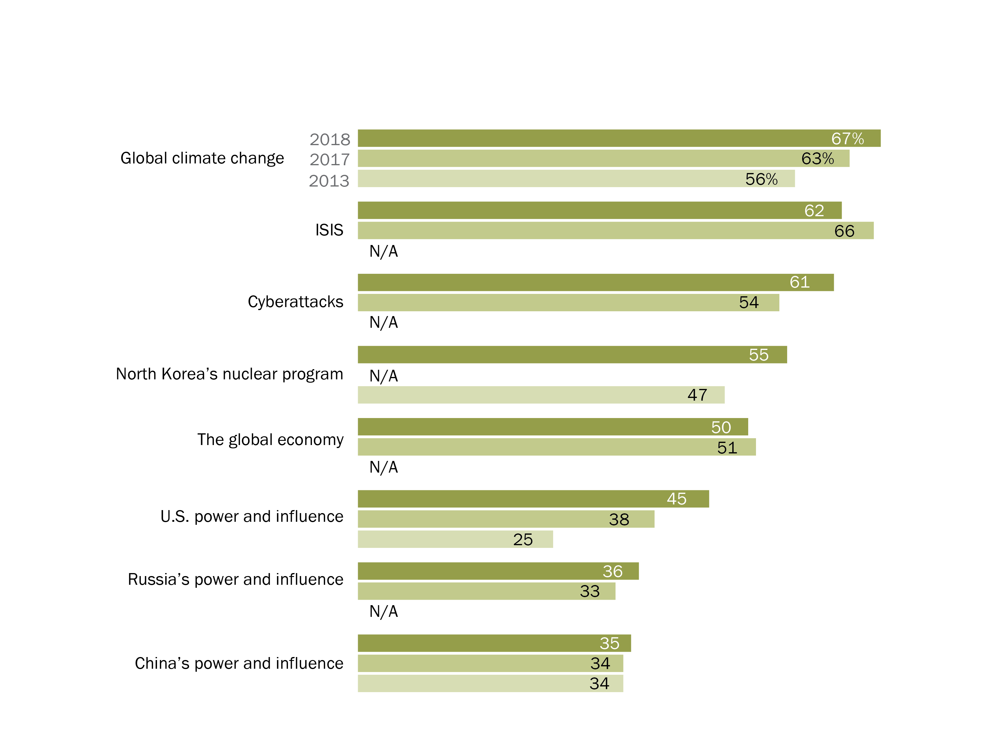 2018 67%
Global climate change 2017 63%
2013 56%
62
ISIS 66
N/A
61
Cyberattacks 54
N/A
55
North Korea’s nuclear program N/A
47
50
The global economy 51
N/A
45
U.S. power and influence 38
25
36
Russia’s power and influence 33
N/A
35
China’s power and influence 34
34